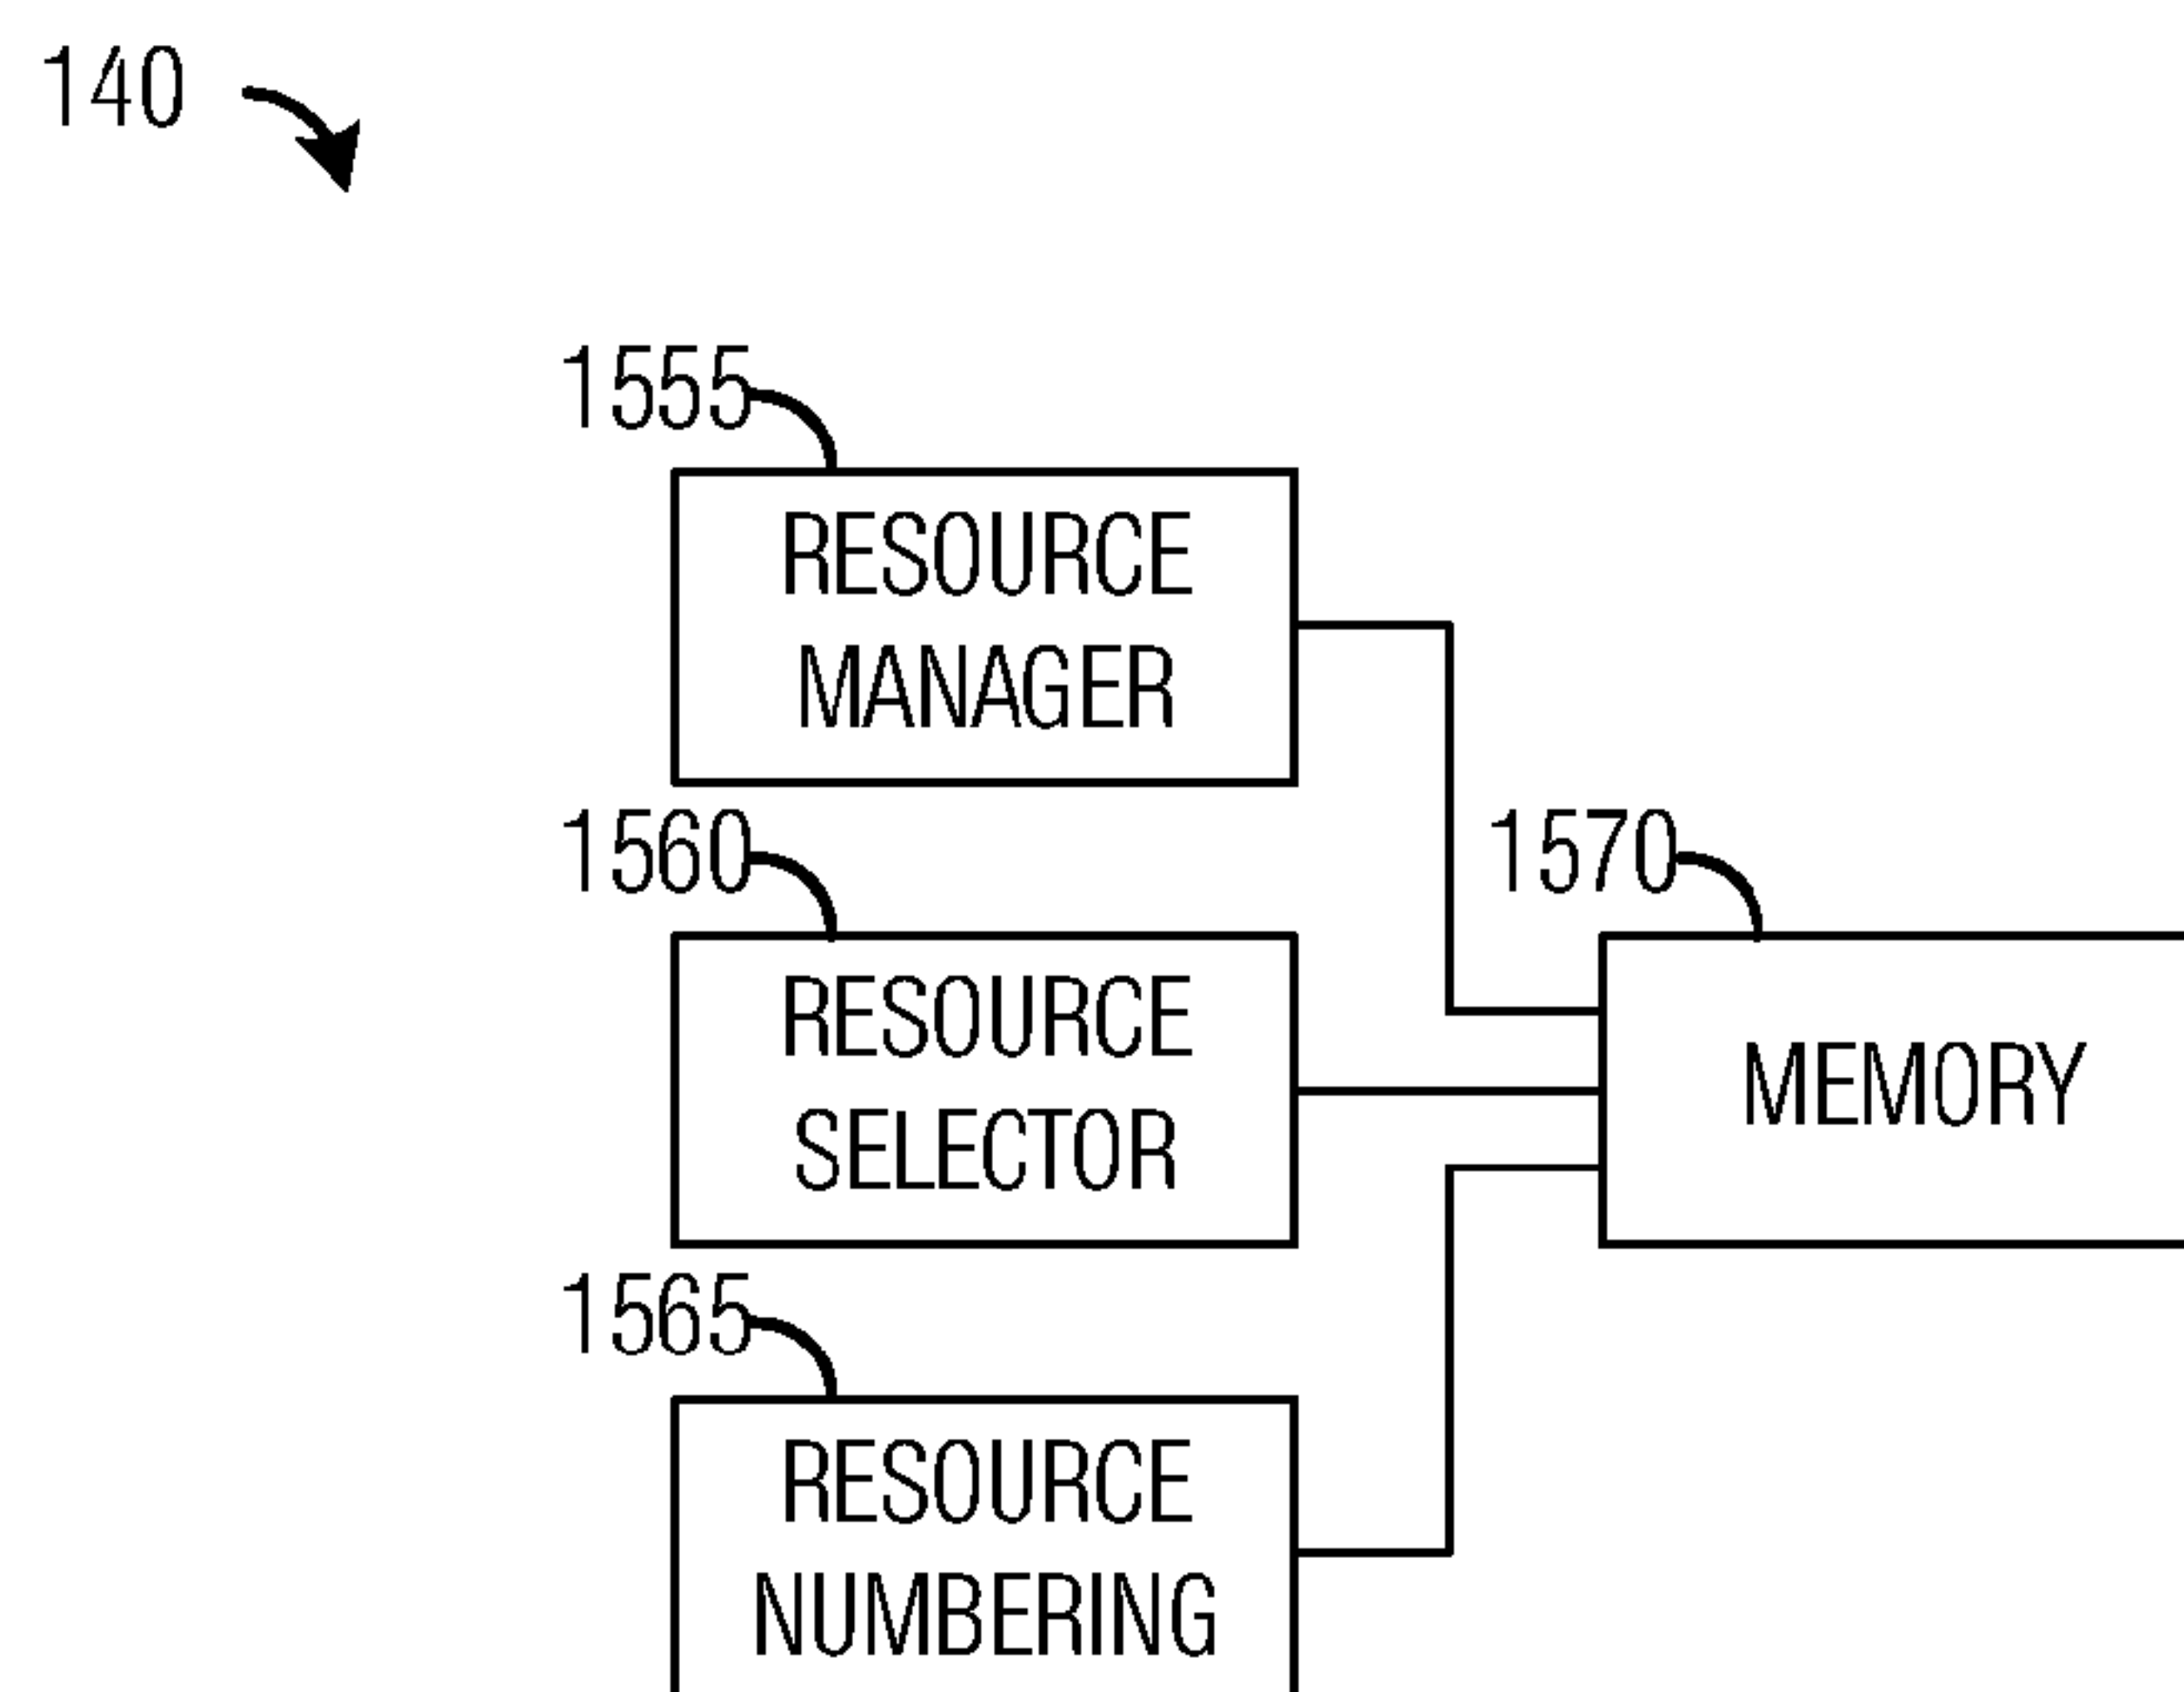 140
1555
RESOURCE
MANAGER
1560
RESOURCE
SELECTOR
1570
MEMORY
1565
RESOURCE
NUMBERING